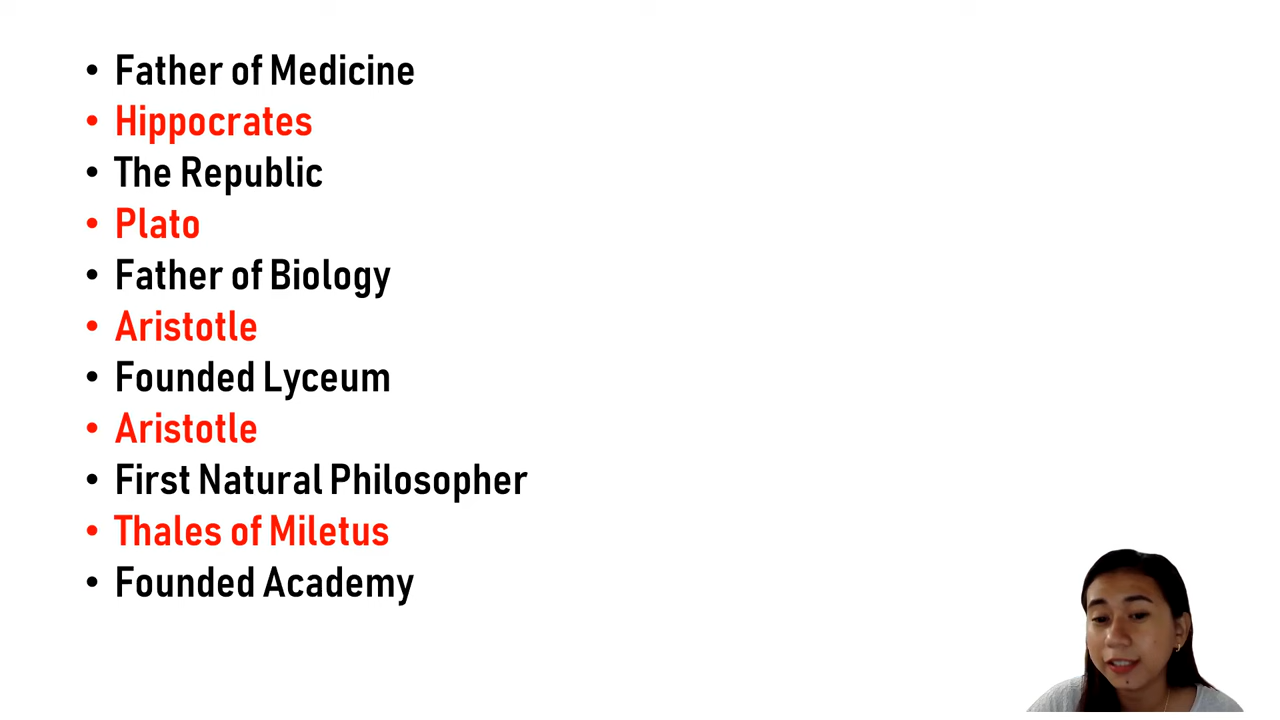 • Father of Medicine
• Hippocrates
• The Republic
• Plato
• Father of Biology
• Aristotle
• Founded Lyceum
• Aristotle
• First Natural Philosopher
• Thales of Miletus
• Founded Academy